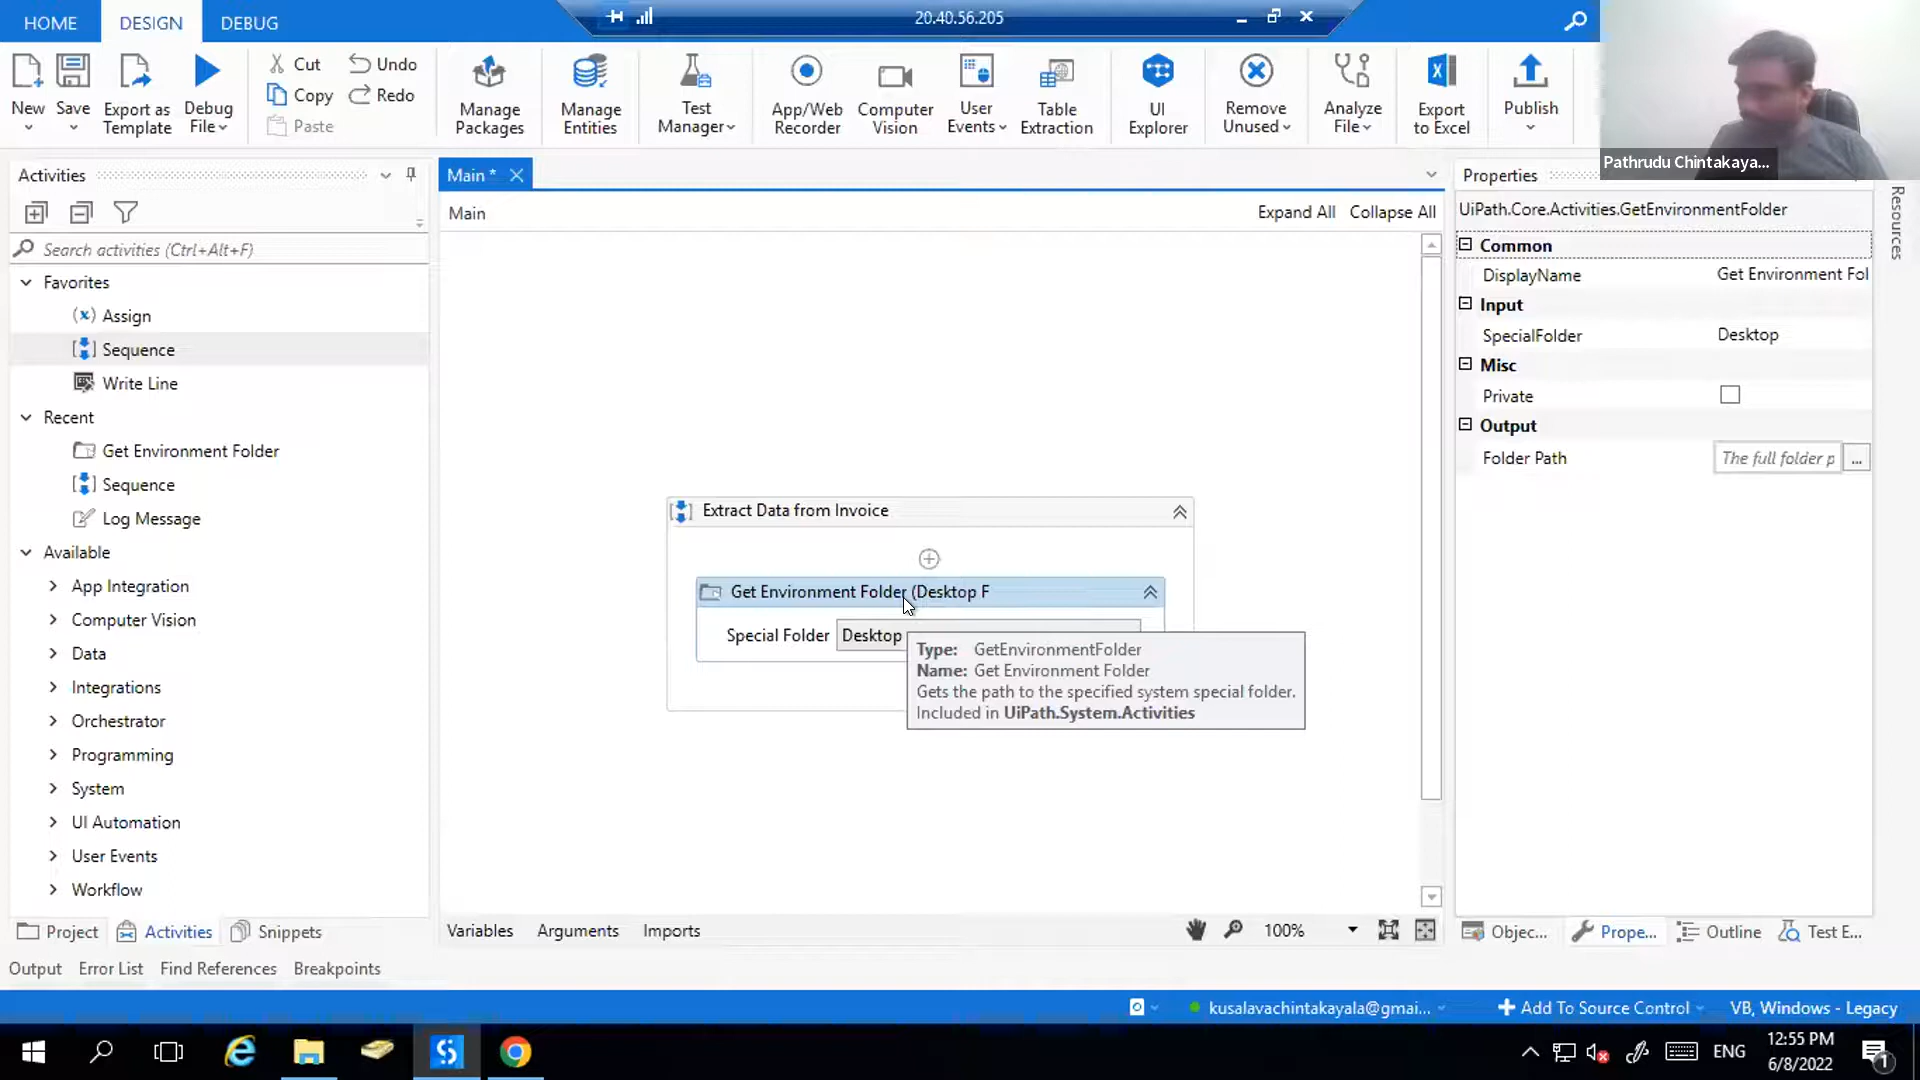 HOME
DESIGN
DEBUG
20.40.56.205
New
Save
Export as
Template
Debug
File
Cut
Copy
Paste
Undo
Redo
Manage
Packages
Manage
Entities
Test
Manager
App/Web
Recorder
Computer
Vision
User
Events
Table
Extraction
UI
Explorer
Remove
Unused
Analyze
File
Export
to Excel
Publish
Pathrudu Chintakaya...
Activities
Search activities (Ctrl+Alt+F)
Favorites
Assign
Sequence
Write Line
Recent
Get Environment Folder
Sequence
Log Message
Available
App Integration
Computer Vision
Data
Integrations
Orchestrator
Programming
System
UI Automation
User Events
Workflow
Project
Activities
Snippets
Main *
Main
Expand All
Collapse All
Extract Data from Invoice
Get Environment Folder (Desktop F
Special Folder
Desktop
Type: GetEnvironmentFolder
Name: Get Environment Folder
Gets the path to the specified system special folder.
Included in UiPath.System.Activities
Variables
Arguments
Imports
100%
Properties
UiPath.Core.Activities.GetEnvironmentFolder
Common
DisplayName
Get Environment Fol
Input
SpecialFolder
Desktop
Misc
Private
Output
Folder Path
The full folder p
...
Resources
Objec...
Prope...
Outline
Test E...
Output
Error List
Find References
Breakpoints
kusalavachintakayala@gmai...
Add To Source Control
VB, Windows - Legacy
ENG
12:55 PM
6/8/2022
1